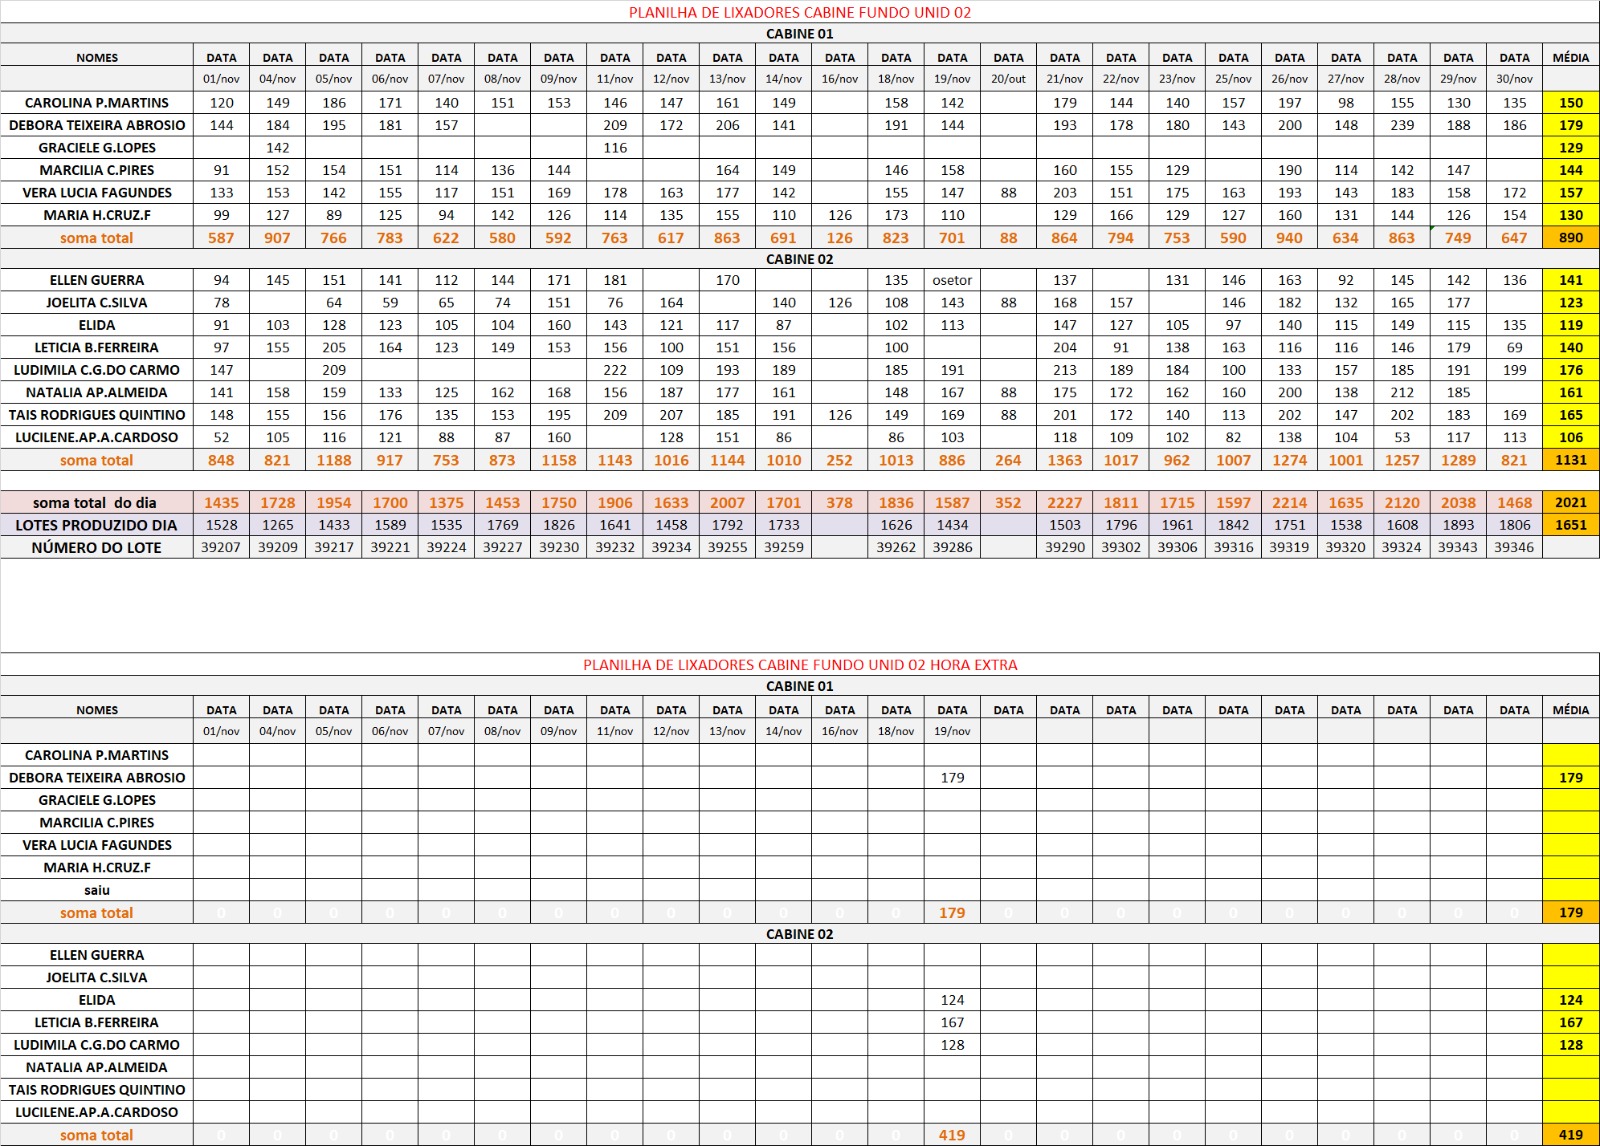 PLANILHA DE LIXADORES CABINE FUNDO UNID 02
CABINE 01
NOMES DATA DATA DATA DATA DATA DATA DATA DATA DATA DATA DATA DATA DATA DATA DATA DATA DATA DATA DATA DATA DATA DATA DATA DATA MÉDIA
01/nov 04/nov 05/nov 06/nov 07/nov 08/nov 09/nov 11/nov 12/nov 13/nov 14/nov 16/nov 18/nov 19/nov 20/out 21/nov 22/nov 23/nov 25/nov 26/nov 27/nov 28/nov 29/nov 30/nov
CAROLINA P.MARTINS 120 149 186 171 140 151 153 146 147 161 149 158 142 179 144 140 157 197 98 155 130 135 150
DEBORA TEIXEIRA ABROSIO 144 184 195 181 157 209 172 206 141 191 144 193 178 180 143 200 148 239 188 186 179
GRACIELE G.LOPES 142 116 129
MARCILIA C.PIRES 91 152 154 151 114 136 144 164 149 146 158 160 155 129 190 114 142 147 144
VERA LUCIA FAGUNDES 133 153 142 155 117 151 169 178 163 177 142 155 147 88 203 151 175 163 193 143 183 158 172 157
MARIA H.CRUZ.F 99 127 89 125 94 142 126 114 135 155 110 126 173 110 129 166 129 127 160 131 144 126 154 130
soma total 587 907 766 783 622 580 592 763 617 863 691 126 823 701 88 864 794 753 590 940 634 863 749 647 890
CABINE 02
ELLEN GUERRA 94 145 151 141 112 144 171 181 170 135 osetor 137 131 146 163 92 145 142 136 141
JOELITA C.SILVA 78 64 59 65 74 151 76 164 140 126 108 143 88 168 157 146 182 132 165 177 123
ELIDA 91 103 128 123 105 104 160 143 121 117 87 102 113 147 127 105 97 140 115 149 115 135 119
LETICIA B.FERREIRA 97 155 205 164 123 149 153 156 100 151 156 100 204 91 138 163 116 116 146 179 69 140
LUDIMILA C.G.DO CARMO 147 209 222 109 193 189 185 191 213 189 184 100 133 157 185 191 199 176
NATALIA AP.ALMEIDA 141 158 159 133 125 162 168 156 187 177 161 148 167 88 175 172 162 160 200 138 212 185 161
TAIS RODRIGUES QUINTINO 148 155 156 176 135 153 195 209 207 185 191 126 149 169 88 201 172 140 113 202 147 202 183 169 165
LUCILENE.AP.A.CARDOSO 52 105 116 121 88 87 160 128 151 86 86 103 118 109 102 82 138 104 53 117 113 106
soma total 848 821 1188 917 753 873 1158 1143 1016 1144 1010 252 1013 886 264 1363 1017 962 1007 1274 1001 1257 1289 821 1131
soma total do dia 1435 1728 1954 1700 1375 1453 1750 1906 1633 2007 1701 378 1836 1587 352 2227 1811 1715 1597 2214 1635 2120 2038 1468 2021
LOTES PRODUZIDO DIA 1528 1265 1433 1589 1535 1769 1826 1641 1458 1792 1733 1626 1434 1503 1796 1961 1842 1751 1538 1608 1893 1806 1651
NÚMERO DO LOTE 39207 39209 39217 39221 39224 39227 39230 39232 39234 39255 39259 39262 39286 39290 39302 39306 39316 39319 39320 39324 39343 39346
PLANILHA DE LIXADORES CABINE FUNDO UNID 02 HORA EXTRA
CABINE 01
NOMES DATA DATA DATA DATA DATA DATA DATA DATA DATA DATA DATA DATA DATA DATA DATA DATA DATA DATA DATA DATA DATA DATA DATA DATA MÉDIA
01/nov 04/nov 05/nov 06/nov 07/nov 08/nov 09/nov 11/nov 12/nov 13/nov 14/nov 16/nov 18/nov 19/nov
CAROLINA P.MARTINS
DEBORA TEIXEIRA ABROSIO 179 179
GRACIELE G.LOPES
MARCILIA C.PIRES
VERA LUCIA FAGUNDES
MARIA H.CRUZ.F
saiu
soma total 0 0 0 0 0 0 0 0 0 0 0 0 0 179 0 0 0 0 0 0 0 0 0 0 179
CABINE 02
ELLEN GUERRA
JOELITA C.SILVA
ELIDA 124 124
LETICIA B.FERREIRA 167 167
LUDIMILA C.G.DO CARMO 128 128
NATALIA AP.ALMEIDA
TAIS RODRIGUES QUINTINO
LUCILENE.AP.A.CARDOSO
soma total 0 0 0 0 0 0 0 0 0 0 0 0 0 419 0 0 0 0 0 0 0 0 0 0 419